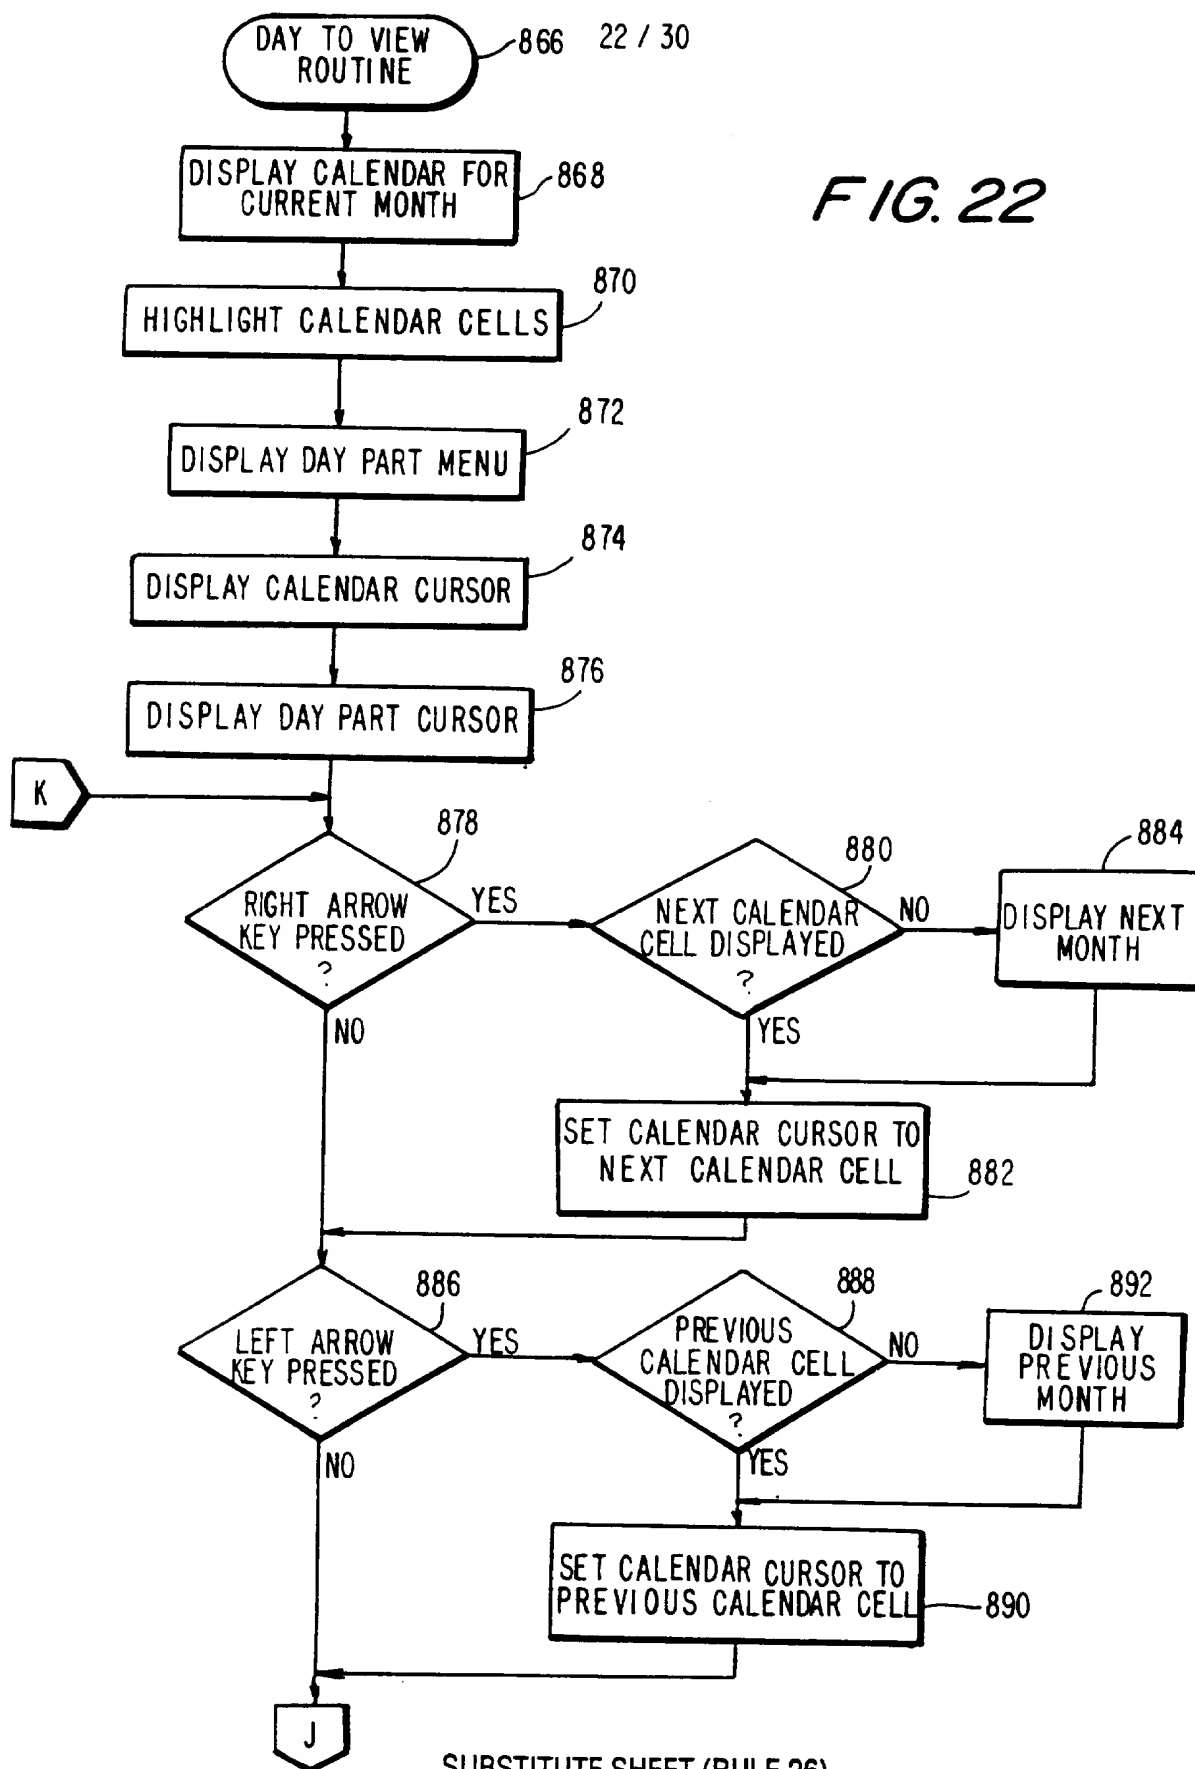 DAY TO VIEW
ROUTINE
866
22 / 30
DISPLAY CALENDAR FOR
CURRENT MONTH
868
FIG. 22
870
HIGHLIGHT CALENDAR CELLS
872
DISPLAY DAY PART MENU
874
DISPLAY CALENDAR CURSOR
876
DISPLAY DAY PART CURSOR
K
878
RIGHT ARROW
KEY PRESSED
?
YES
NO
880
NEXT CALENDAR
CELL DISPLAYED
?
NO
YES
884
DISPLAY NEXT
MONTH
SET CALENDAR CURSOR TO
NEXT CALENDAR CELL
882
886
LEFT ARROW
KEY PRESSED
?
YES
NO
888
PREVIOUS
CALENDAR CELL
DISPLAYED
?
NO
YES
892
DISPLAY
PREVIOUS
MONTH
SET CALENDAR CURSOR TO
PREVIOUS CALENDAR CELL
890
J
SUBSTITUTE SHEET (RULE 26)